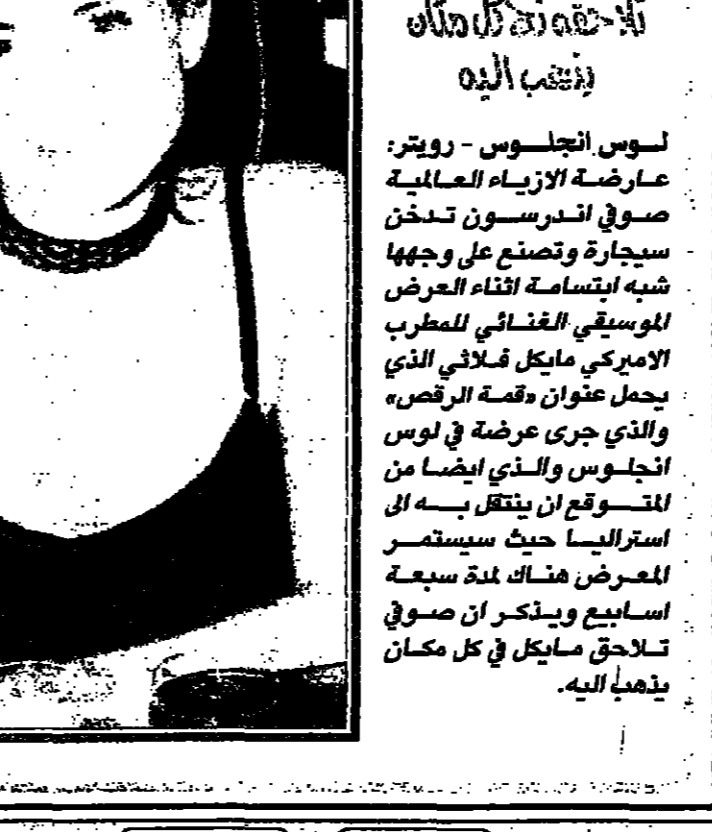 تلاحقه في كل مكان
يذهب اليه
لوس انجلوس - رويتر:
عارضة الازياء العالمية
صوفي اندرسون تدخن
سيجارة وتصنع على وجهها
شبه ابتسامة اثناء العرض
الموسيقي الغنائي للمطرب
الاميركي مايكل فلاثي الذي
يحمل عنوان «قمة الرقص»
والذي جرى عرضة في لوس
انجلوس والذي ايضا من
المتوقع ان ينتقل به الى
استراليا حيث سيستمر
المعرض هناك لمدة سبعة
اسابيع ويذكر ان صوفي
تلاحق مايكل في كل مكان
يذهب اليه.